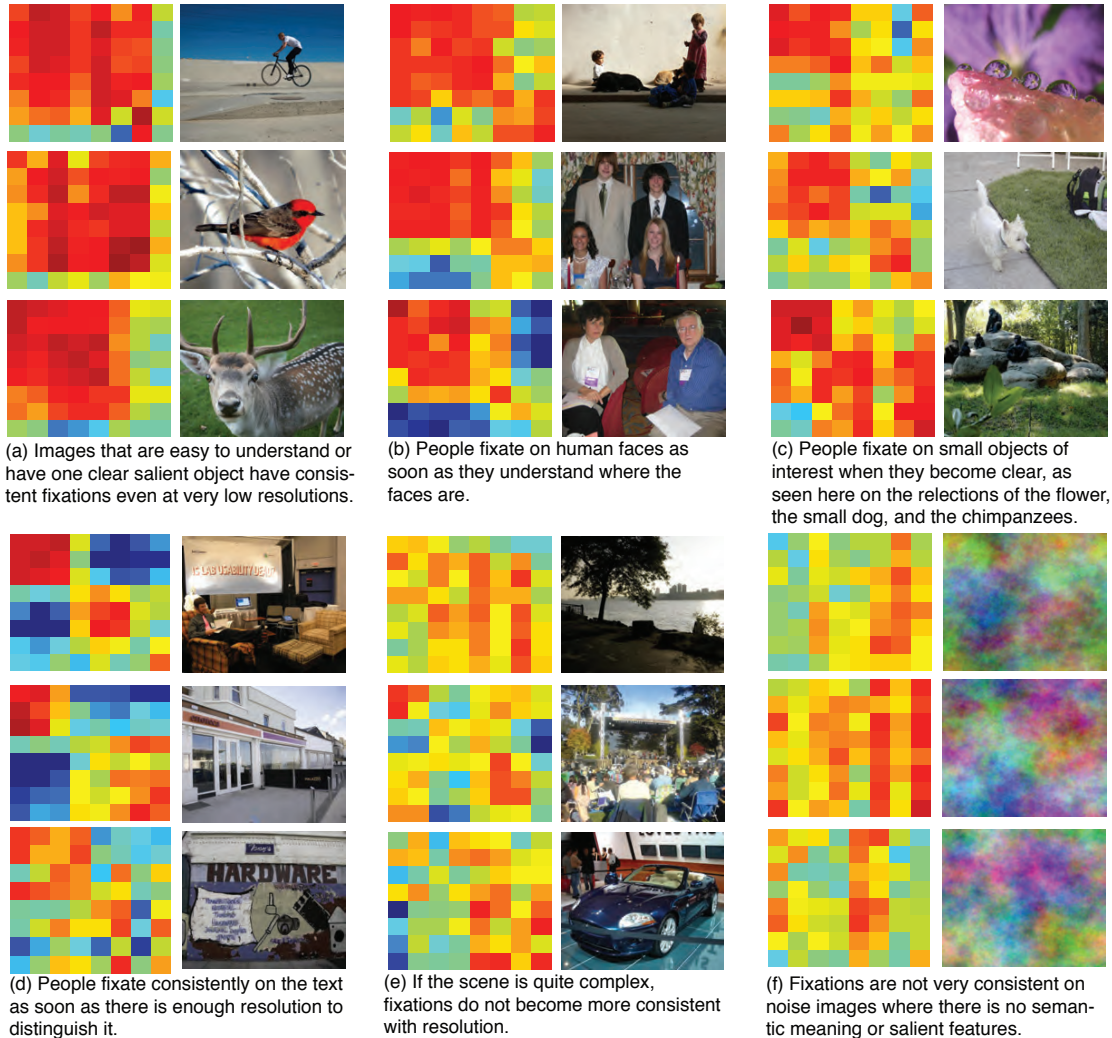 (a) Images that are easy to understand or
have one clear salient object have consis-
tent fixations even at very low resolutions.
(b) People fixate on human faces as
soon as they understand where the
faces are.
(c) People fixate on small objects of
interest when they become clear, as
seen here on the relections of the flower,
the small dog, and the chimpanzees.
IS LAB USABILITY DEAD?
HARDWARE
(d) People fixate consistently on the text
as soon as there is enough resolution to
distinguish it.
(e) If the scene is quite complex,
fixations do not become more consistent
with resolution.
(f) Fixations are not very consistent on
noise images where there is no seman-
tic meaning or salient features.